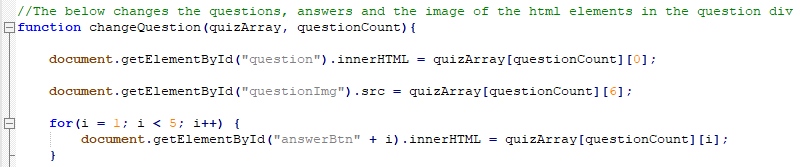 //The below changes the questions, answers and the image of the html elements in the question div
function changeQuestion(quizArray, questionCount){
document.getElementById("question").innerHTML = quizArray[questionCount][0];
document.getElementById("questionImg").src = quizArray[questionCount][6];
for(i = 1; i < 5; i++) {
document.getElementById("answerBtn" + i).innerHTML = quizArray[questionCount][i];
}